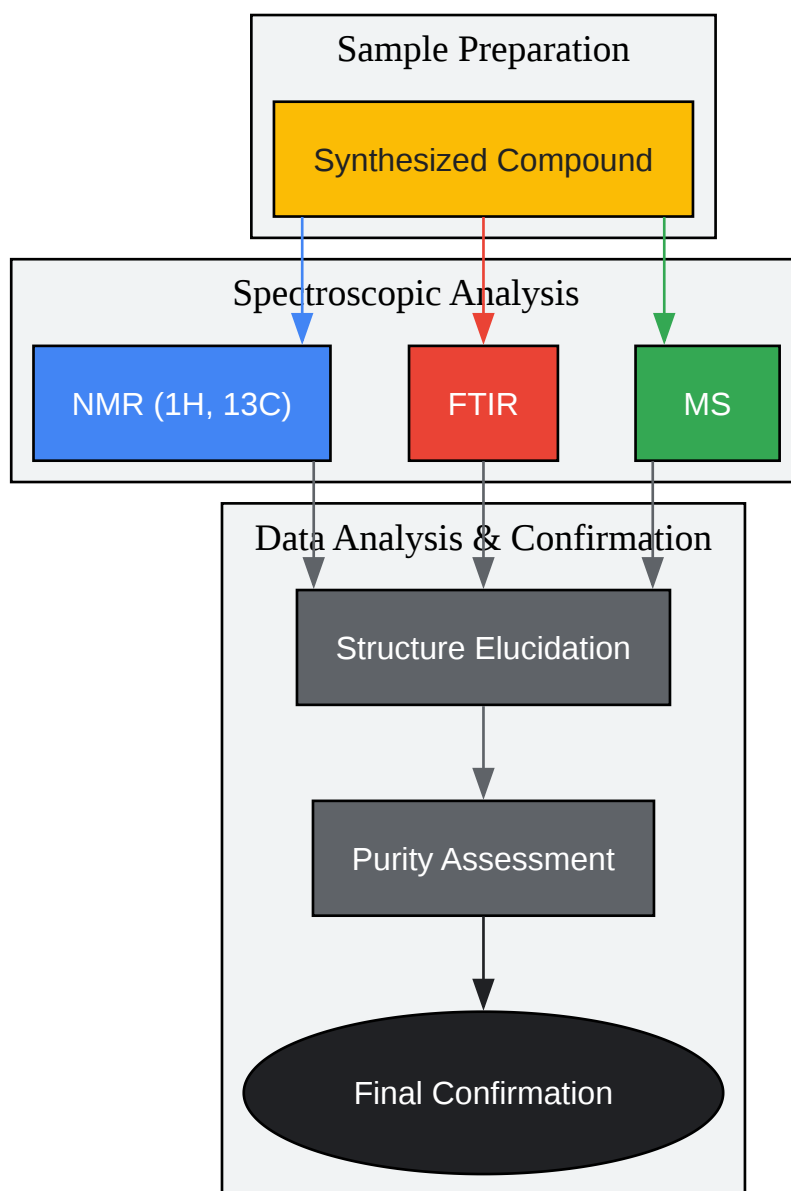 Sample Preparation
Synthesized Compound
Spectroscopic Analysis
NMR (1H, 13C)
FTIR
MS
Data Analysis & Confirmation
Structure Elucidation
Purity Assessment
Final Confirmation